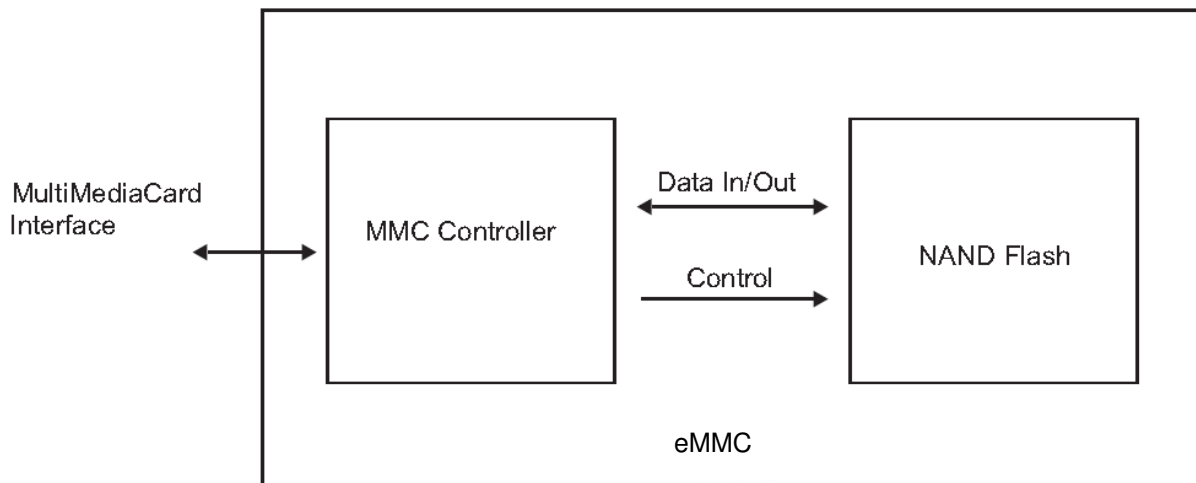 MultiMediaCard
Interface
MMC Controller
Data In/Out
Control
NAND Flash
eMMC